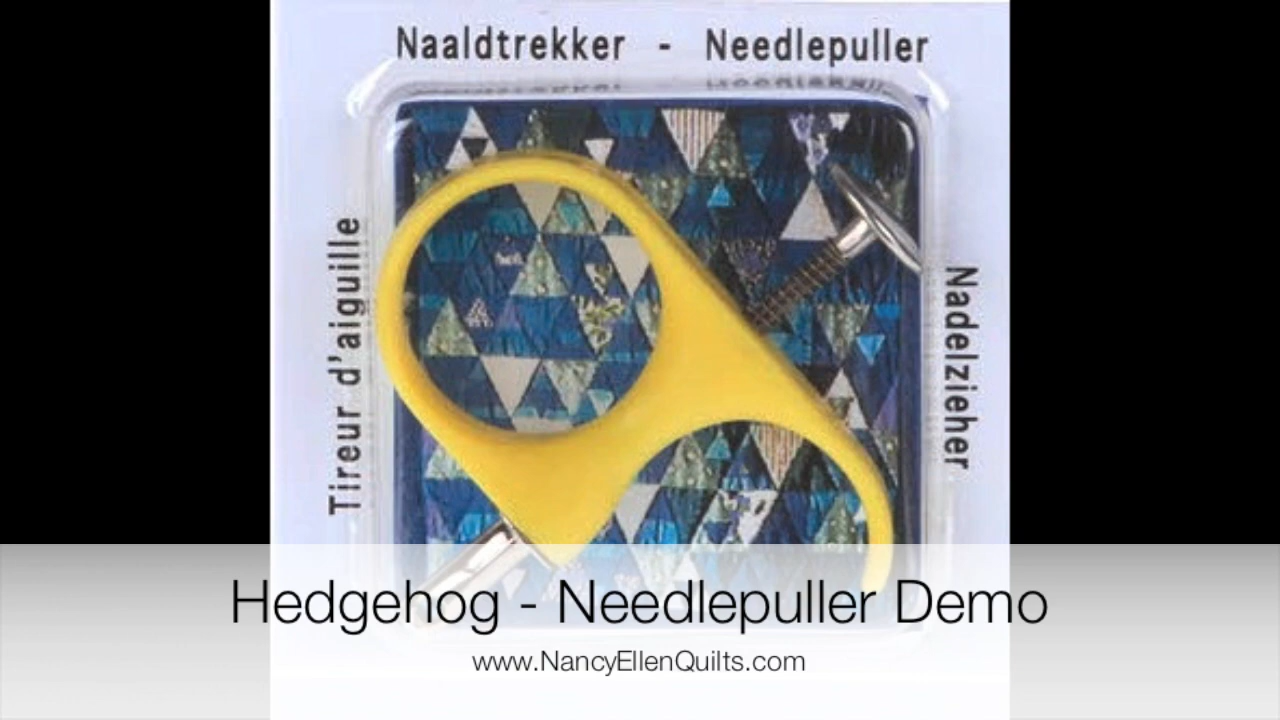 Naaldtrekker - Needlepuller
Tireur d'aiguille
Nadelzieher
Hedgehog - Needlepuller Demo
www.NancyEllenQuilts.com